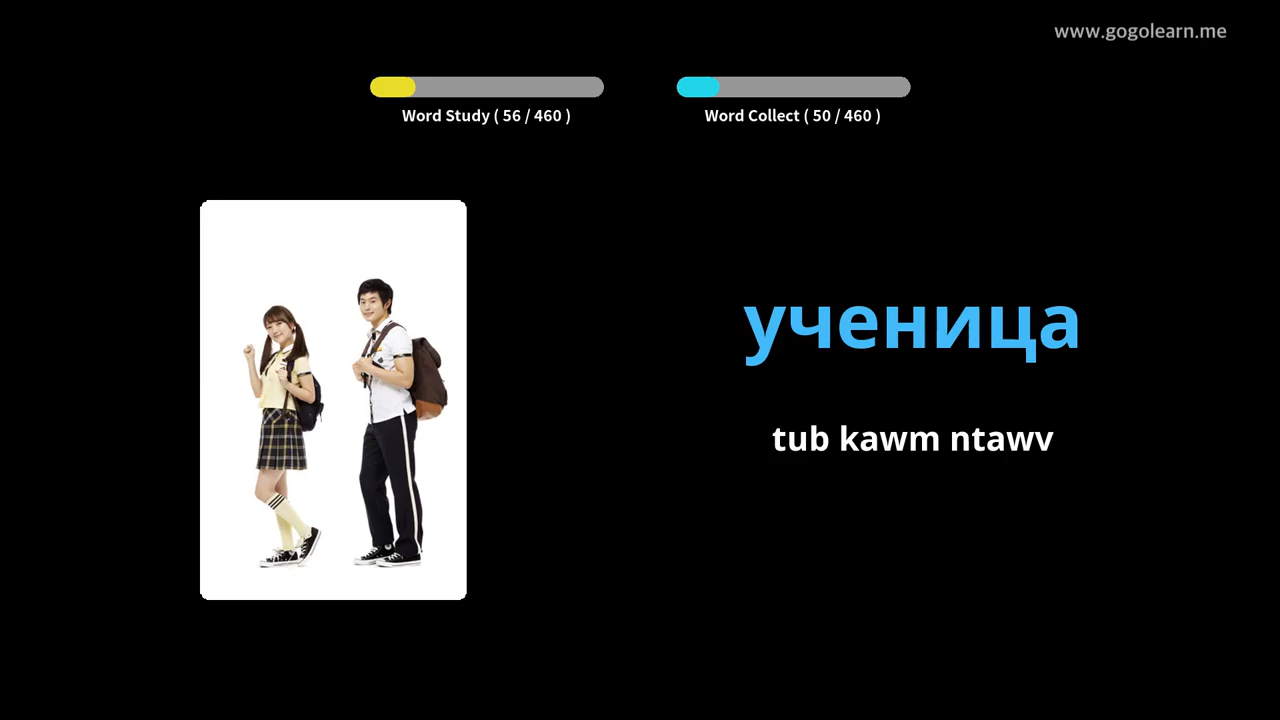 www.gogolearn.me
Word Study ( 56 / 460 )
Word Collect ( 50 / 460 )
ученица
tub kawm ntawv